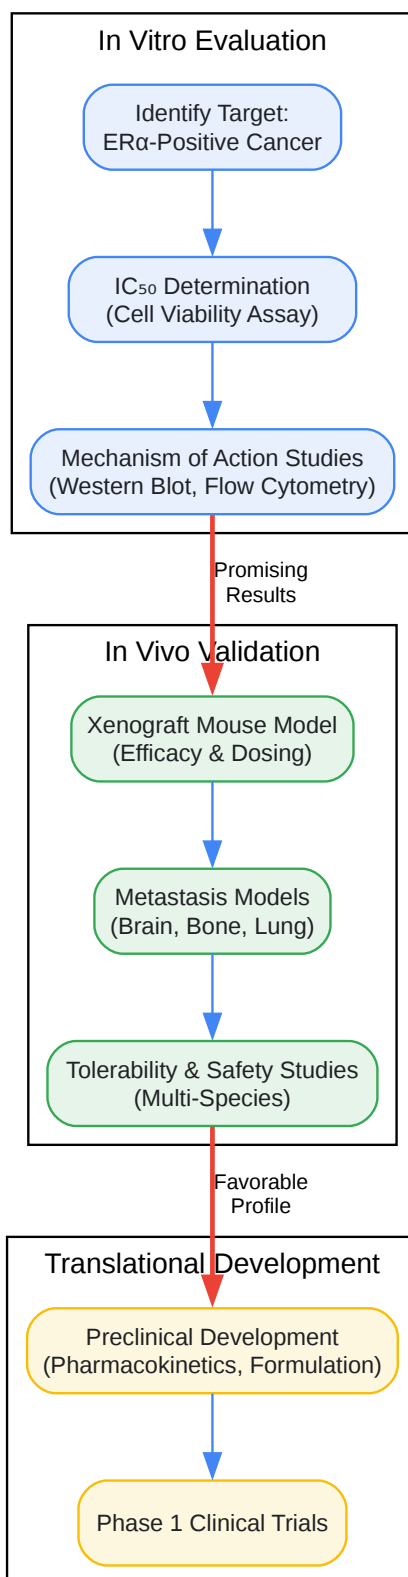 In Vitro Evaluation
Identify Target:
ERα-Positive Cancer
IC₅₀ Determination
(Cell Viability Assay)
Mechanism of Action Studies
(Western Blot, Flow Cytometry)
Promising
Results
In Vivo Validation
Xenograft Mouse Model
(Efficacy & Dosing)
Metastasis Models
(Brain, Bone, Lung)
Tolerability & Safety Studies
(Multi-Species)
Favorable
Profile
Translational Development
Preclinical Development
(Pharmacokinetics, Formulation)
Phase 1 Clinical Trials